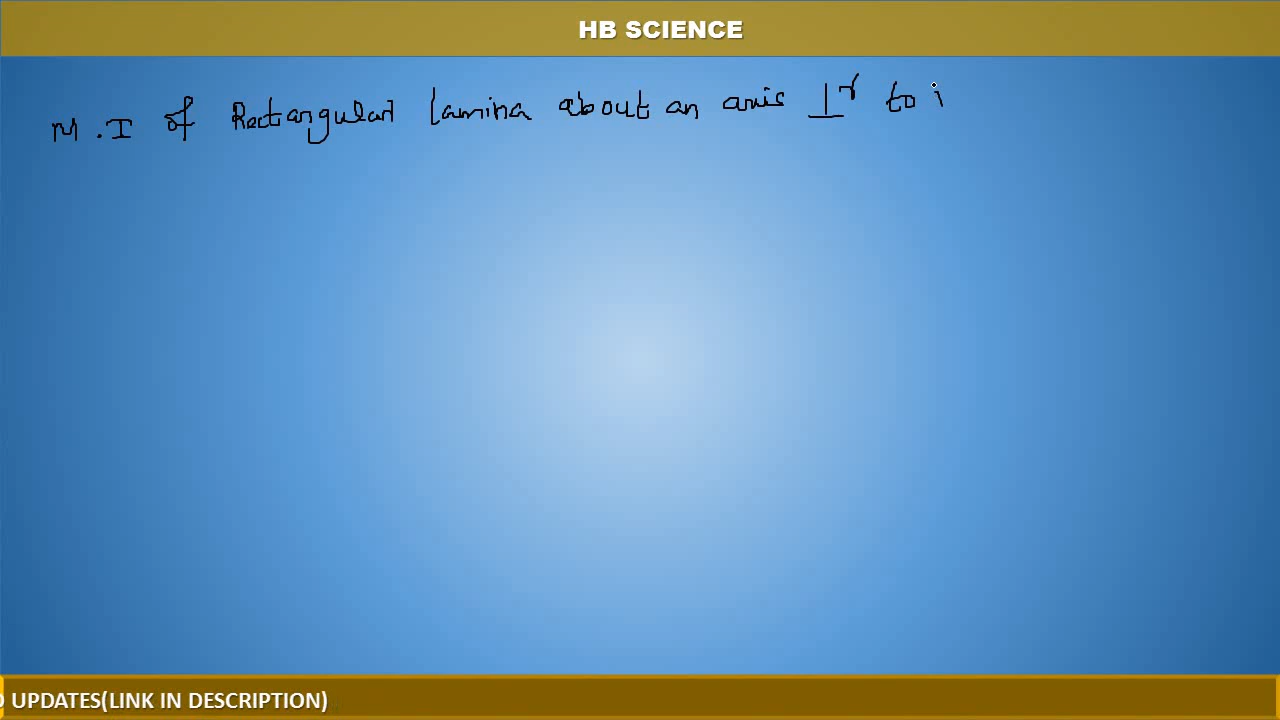 HB SCIENCE
M.I of Rectangular lamina about an axis ⊥r to i
UPDATES(LINK IN DESCRIPTION)